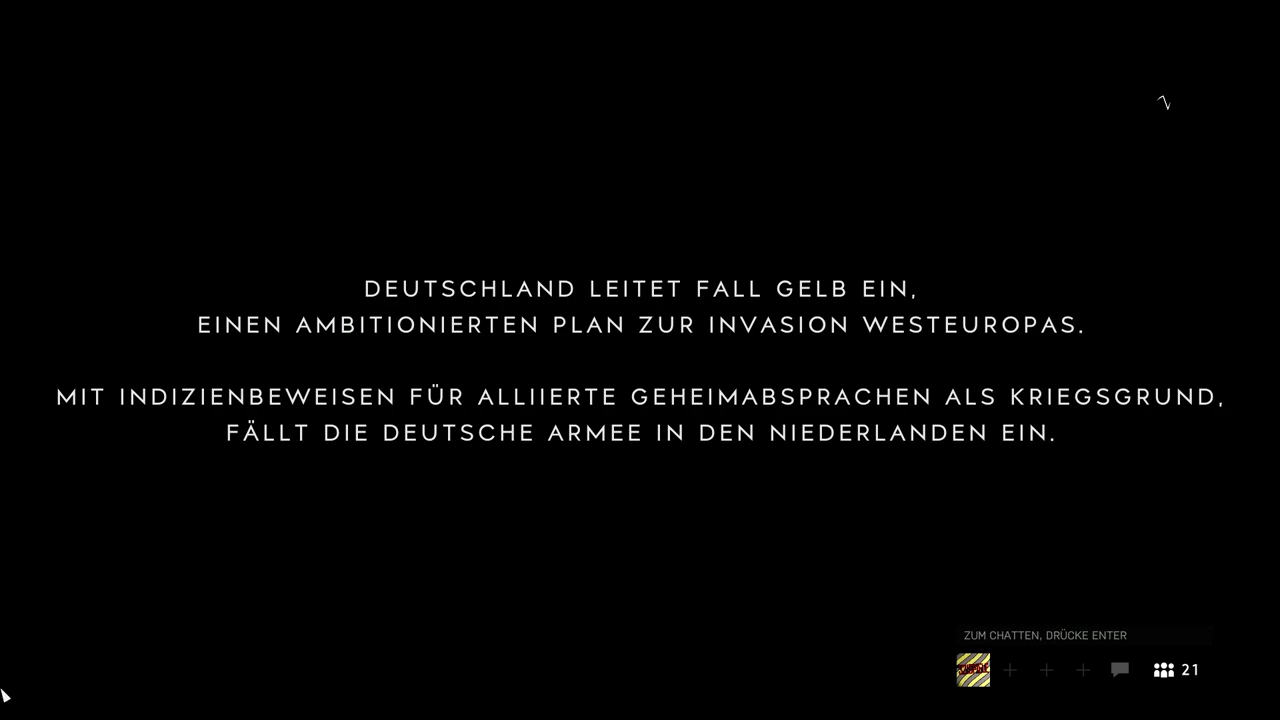 DEUTSCHLAND LEITET FALL GELB EIN,
EINEN AMBITIONIERTEN PLAN ZUR INVASION WESTEUROPAS.
MIT INDIZIENBEWEISEN FÜR ALLIIERTE GEHEIMABSPRACHEN ALS KRIEGSGRUND,
FÄLLT DIE DEUTSCHE ARMEE IN DEN NIEDERLANDEN EIN.
ZUM CHATTEN, DRÜCKE ENTER
21